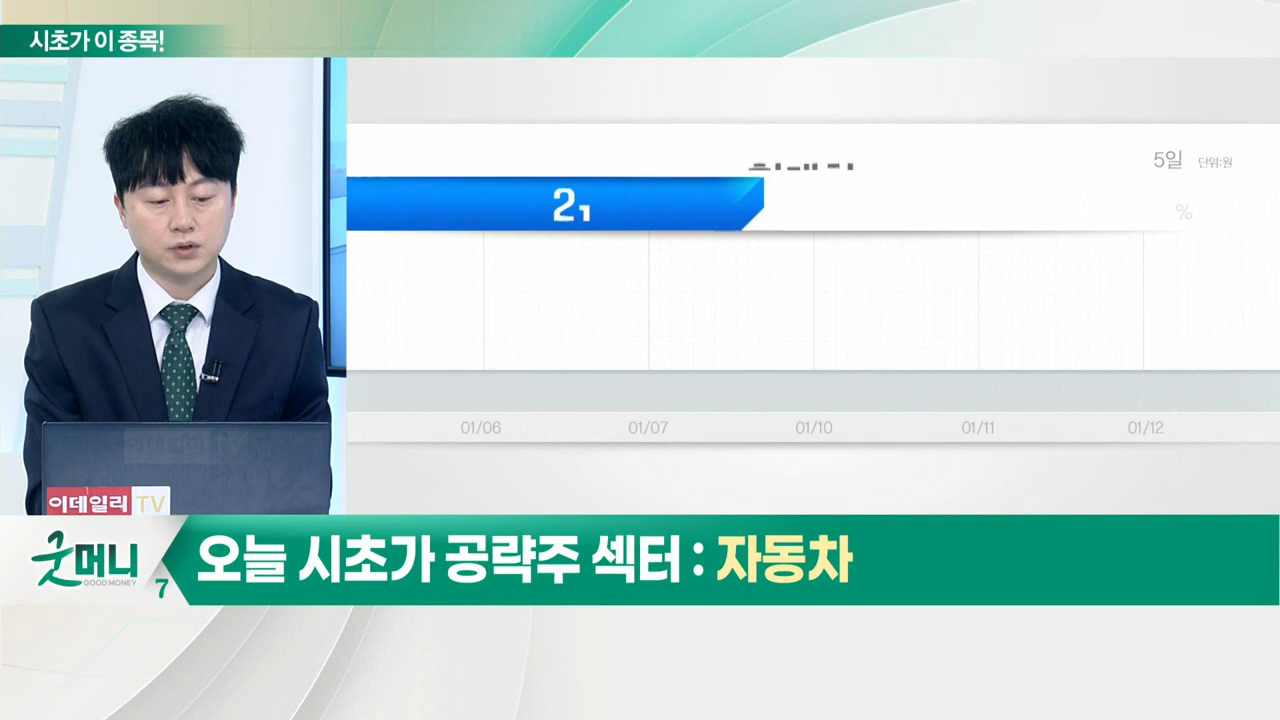 시초가 이 종목!
5일 단위:원
%
01/06 01/07 01/10 01/11 01/12
이데일리 TV
굿머니
GOOD MONEY
7
오늘 시초가 공략주 섹터 : 자동차